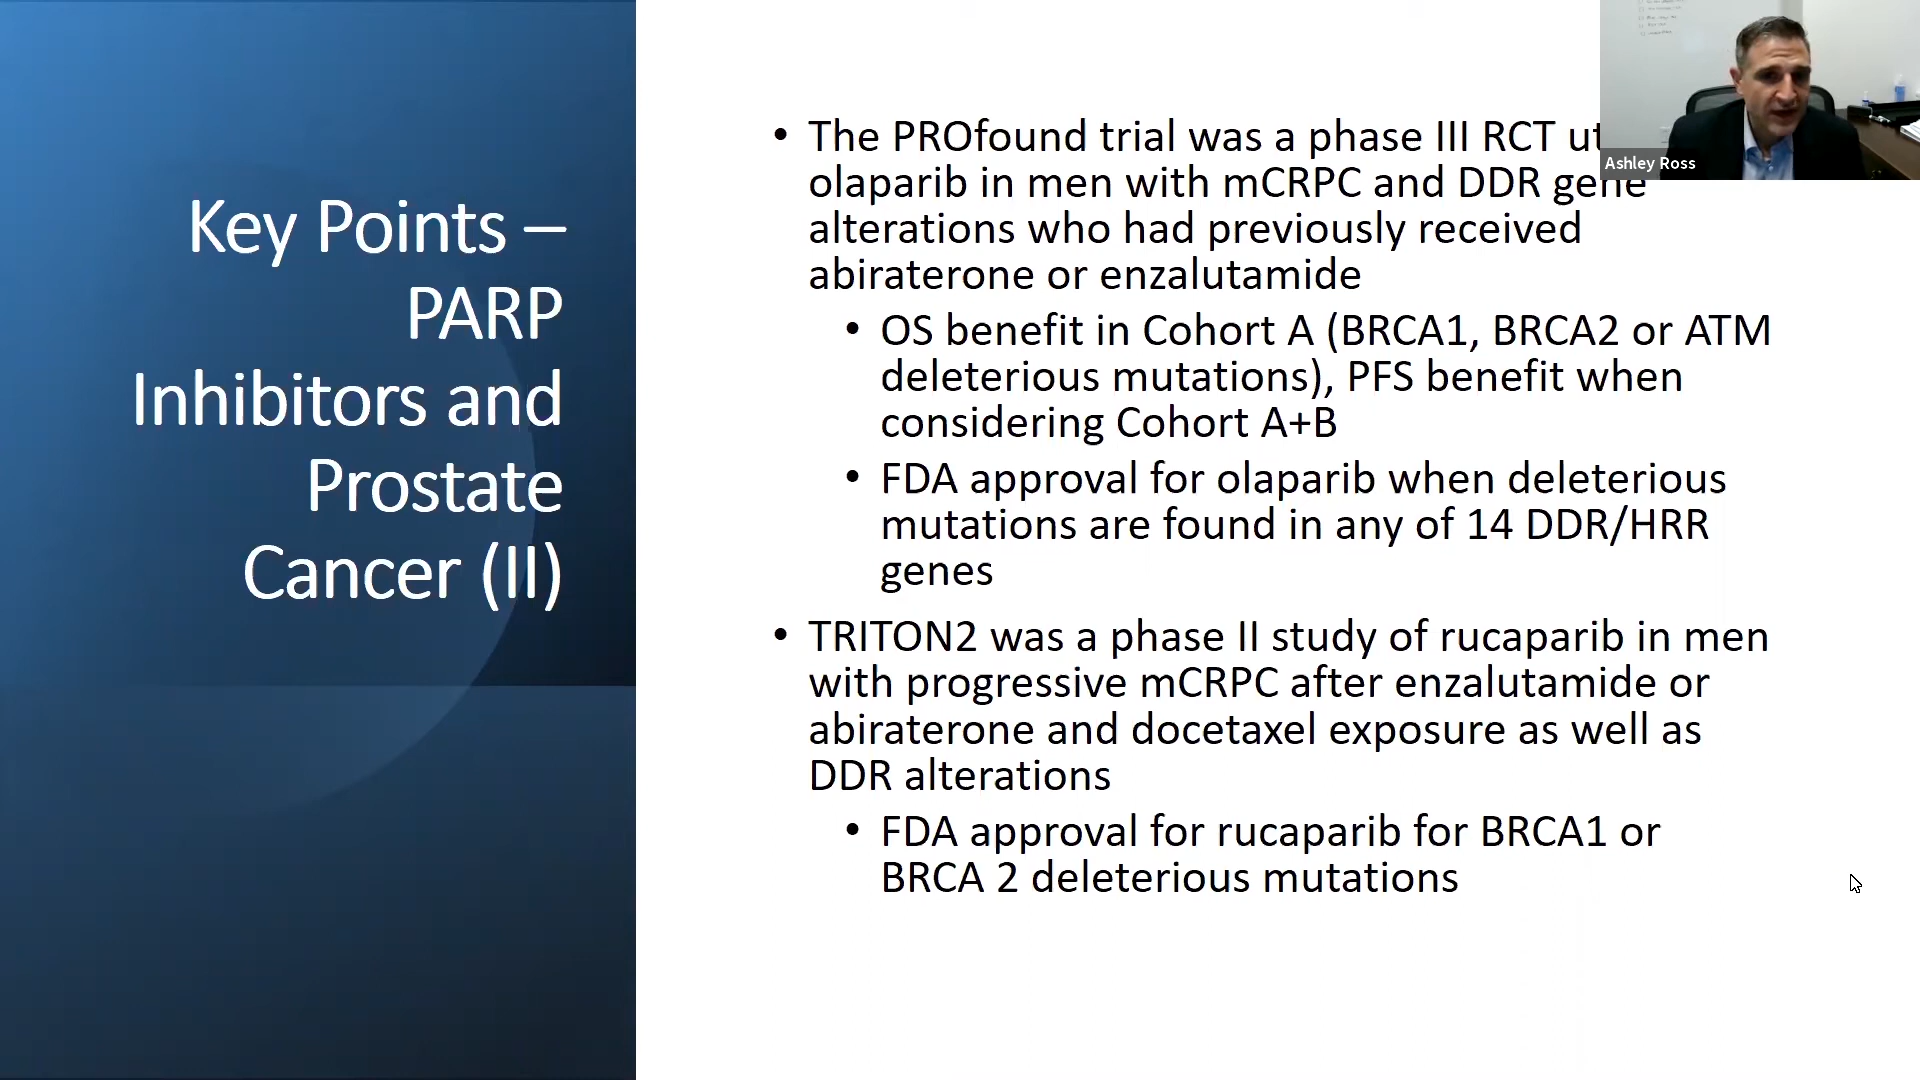 Key Points –
PARP
Inhibitors and
Prostate
Cancer (II)
• The PROfound trial was a phase III RCT ut
olaparib in men with mCRPC and DDR gene
alterations who had previously received
abiraterone or enzalutamide
• OS benefit in Cohort A (BRCA1, BRCA2 or ATM
deleterious mutations), PFS benefit when
considering Cohort A+B
• FDA approval for olaparib when deleterious
mutations are found in any of 14 DDR/HRR
genes
• TRITON2 was a phase II study of rucaparib in men
with progressive mCRPC after enzalutamide or
abiraterone and docetaxel exposure as well as
DDR alterations
• FDA approval for rucaparib for BRCA1 or
BRCA 2 deleterious mutations
Ashley Ross